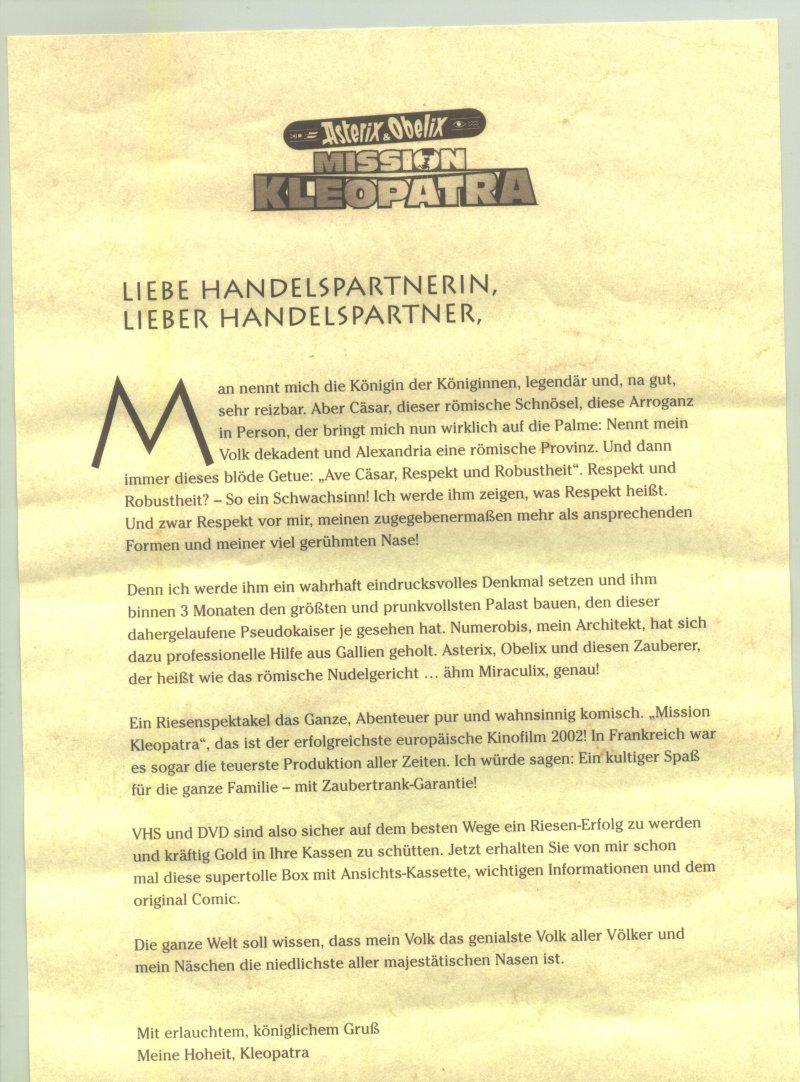 Asterix & Obelix
MISSION
KLEOPATRA
LIEBE HANDELSPARTNERIN,
LIEBER HANDELSPARTNER,
Man nennt mich die Königin der Königinnen, legendär und, na gut,
sehr reizbar. Aber Cäsar, dieser römische Schnösel, diese Arroganz
in Person, der bringt mich nun wirklich auf die Palme: Nennt mein
Volk dekadent und Alexandria eine römische Provinz. Und dann
immer dieses blöde Getue: „Ave Cäsar, Respekt und Robustheit“. Respekt und
Robustheit? – So ein Schwachsinn! Ich werde ihm zeigen, was Respekt heißt.
Und zwar Respekt vor mir, meinen zugegebenermaßen mehr als ansprechenden
Formen und meiner viel gerühmten Nase!
Denn ich werde ihm ein wahrhaft eindrucksvolles Denkmal setzen und ihm
binnen 3 Monaten den größten und prunkvollsten Palast bauen, den dieser
dahergelaufene Pseudokaiser je gesehen hat. Numerobis, mein Architekt, hat sich
dazu professionelle Hilfe aus Gallien geholt. Asterix, Obelix und diesen Zauberer,
der heißt wie das römische Nudelgericht … ähm Miraculix, genau!
Ein Riesenspektakel das Ganze, Abenteuer pur und wahnsinnig komisch. „Mission
Kleopatra“, das ist der erfolgreichste europäische Kinofilm 2002! In Frankreich war
es sogar die teuerste Produktion aller Zeiten. Ich würde sagen: Ein kultiger Spaß
für die ganze Familie – mit Zaubertrank-Garantie!
VHS und DVD sind also sicher auf dem besten Wege ein Riesen-Erfolg zu werden
und kräftig Gold in Ihre Kassen zu schütten. Jetzt erhalten Sie von mir schon
mal diese supertolle Box mit Ansichts-Kassette, wichtigen Informationen und dem
original Comic.
Die ganze Welt soll wissen, dass mein Volk das genialste Volk aller Völker und
mein Näschen die niedlichste aller majestätischen Nasen ist.
Mit erlauchtem, königlichem Gruß
Meine Hoheit, Kleopatra